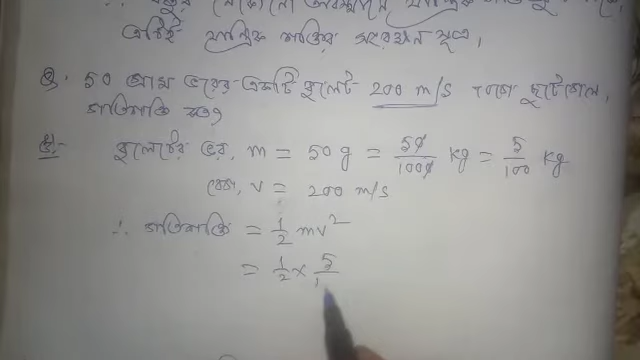 এটিই যান্ত্রিক শক্তির সংরক্ষণ সূত্র।
প্র. 50 গ্রাম ভরের একটি বুলেট 200 m/s বেগে ছুটে গেলে,
গতিশক্তি কত?
উঃ- বুলেটের ভর, m = 50 g = 50/1000 kg = 5/100 kg
বেগ, v = 200 m/s
∴ গতিশক্তি = 1/2 mv²
= 1/2 × 5/1